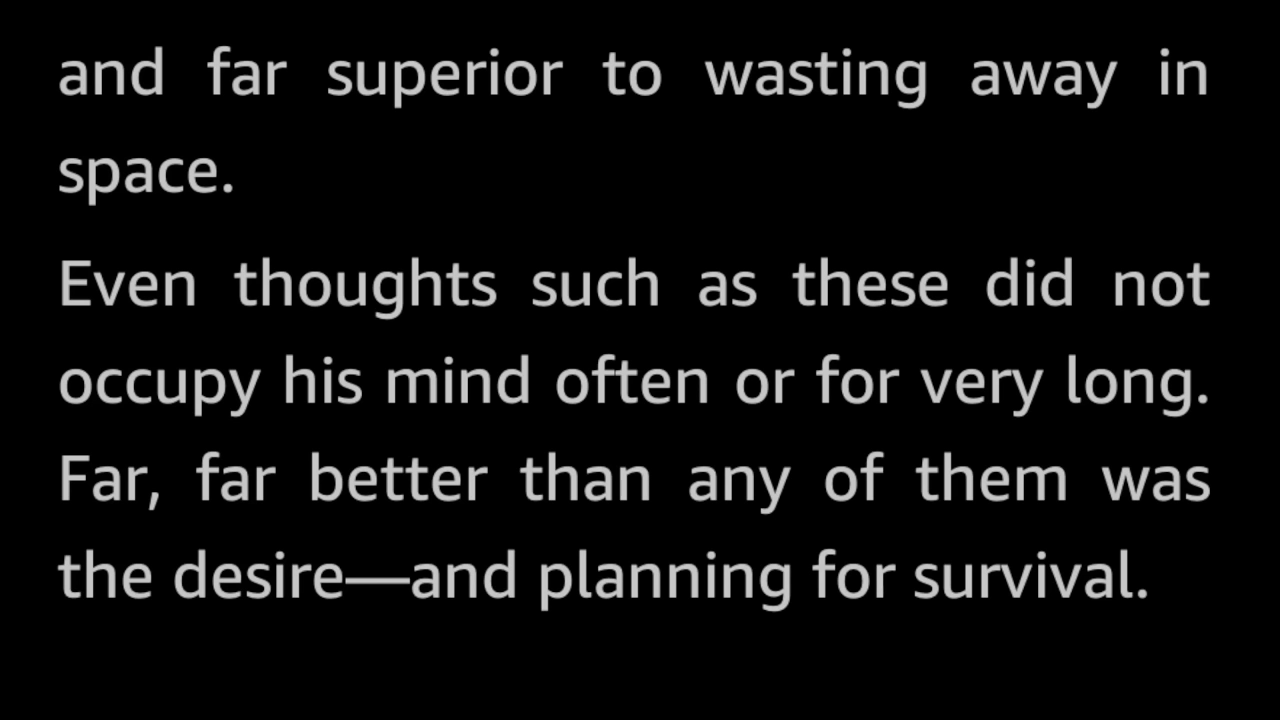 and far superior to wasting away in
space.
Even thoughts such as these did not
occupy his mind often or for very long.
Far, far better than any of them was
the desire—and planning for survival.